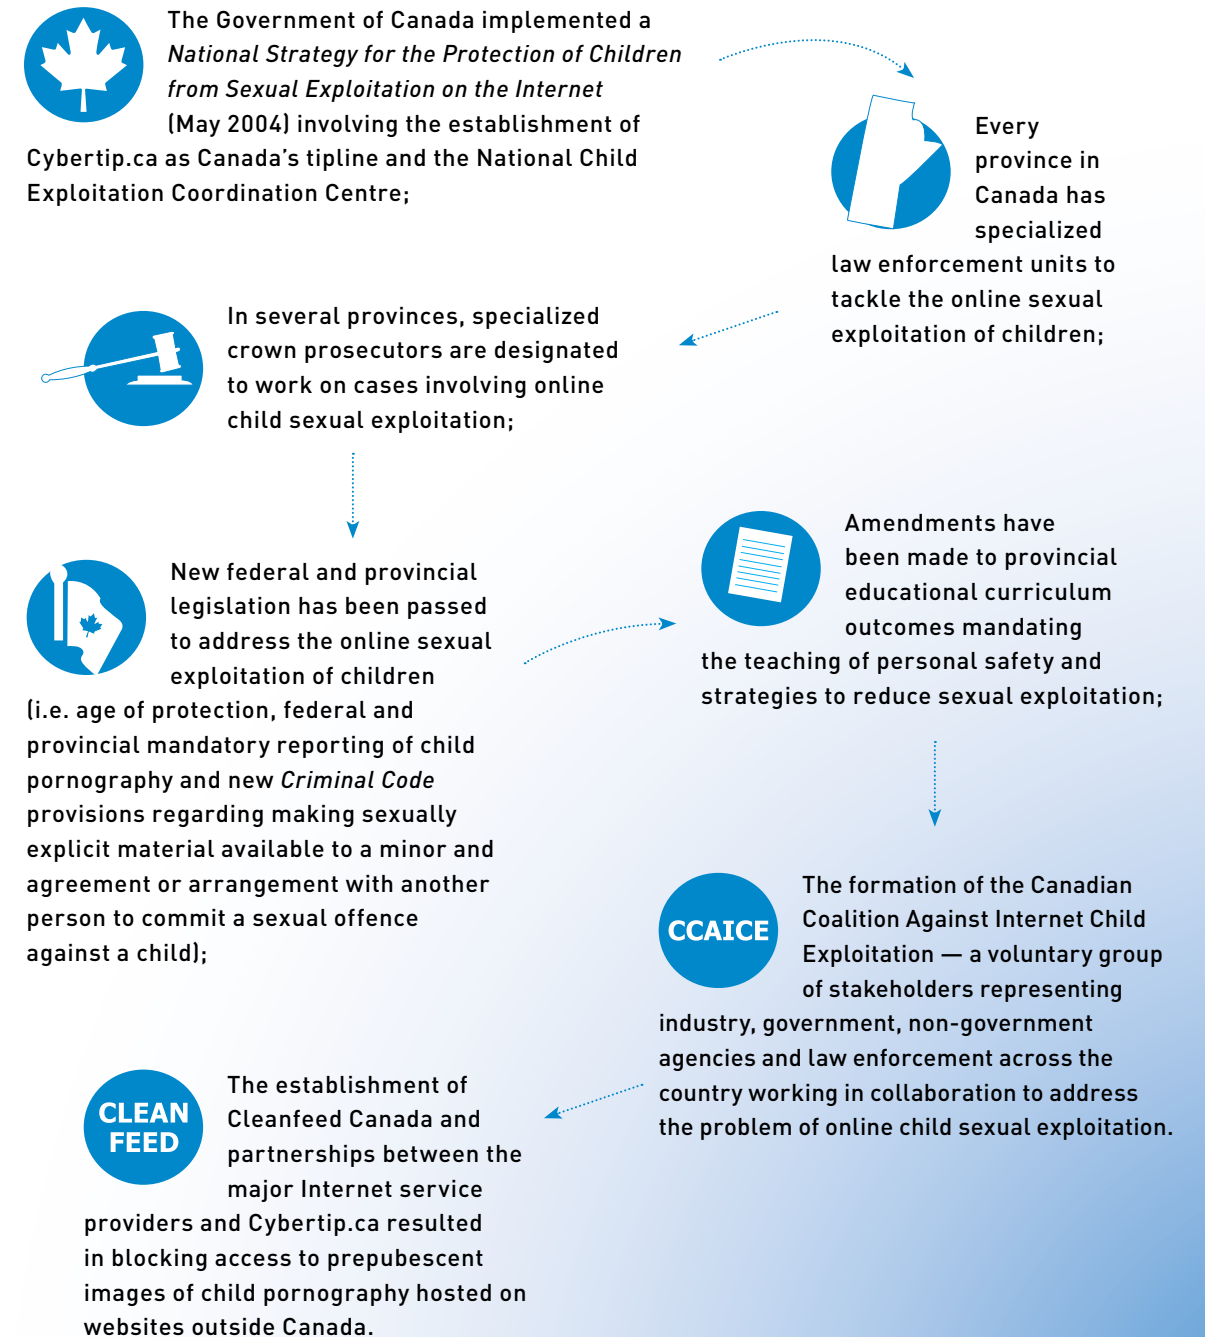 The Government of Canada implemented a
National Strategy for the Protection of Children
from Sexual Exploitation on the Internet
(May 2004) involving the establishment of
Cybertip.ca as Canada's tipline and the National Child
Exploitation Coordination Centre;
Every
province in
Canada has
specialized
law enforcement units to
tackle the online sexual
exploitation of children;
In several provinces, specialized
crown prosecutors are designated
to work on cases involving online
child sexual exploitation;
New federal and provincial
legislation has been passed
to address the online sexual
exploitation of children
(i.e. age of protection, federal and
provincial mandatory reporting of child
pornography and new Criminal Code
provisions regarding making sexually
explicit material available to a minor and
agreement or arrangement with another
person to commit a sexual offence
against a child);
Amendments have
been made to provincial
educational curriculum
outcomes mandating
the teaching of personal safety and
strategies to reduce sexual exploitation;
CCAICE
The formation of the Canadian
Coalition Against Internet Child
Exploitation — a voluntary group
of stakeholders representing
industry, government, non-government
agencies and law enforcement across the
country working in collaboration to address
the problem of online child sexual exploitation.
CLEAN
FEED
The establishment of
Cleanfeed Canada and
partnerships between the
major Internet service
providers and Cybertip.ca resulted
in blocking access to prepubescent
images of child pornography hosted on
websites outside Canada.